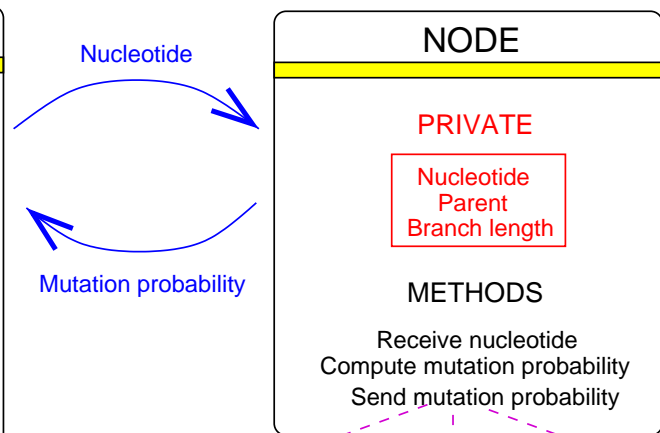 Nucleotide
Mutation probability
NODE
PRIVATE
Nucleotide
Parent
Branch length
METHODS
Receive nucleotide
Compute mutation probability
Send mutation probability